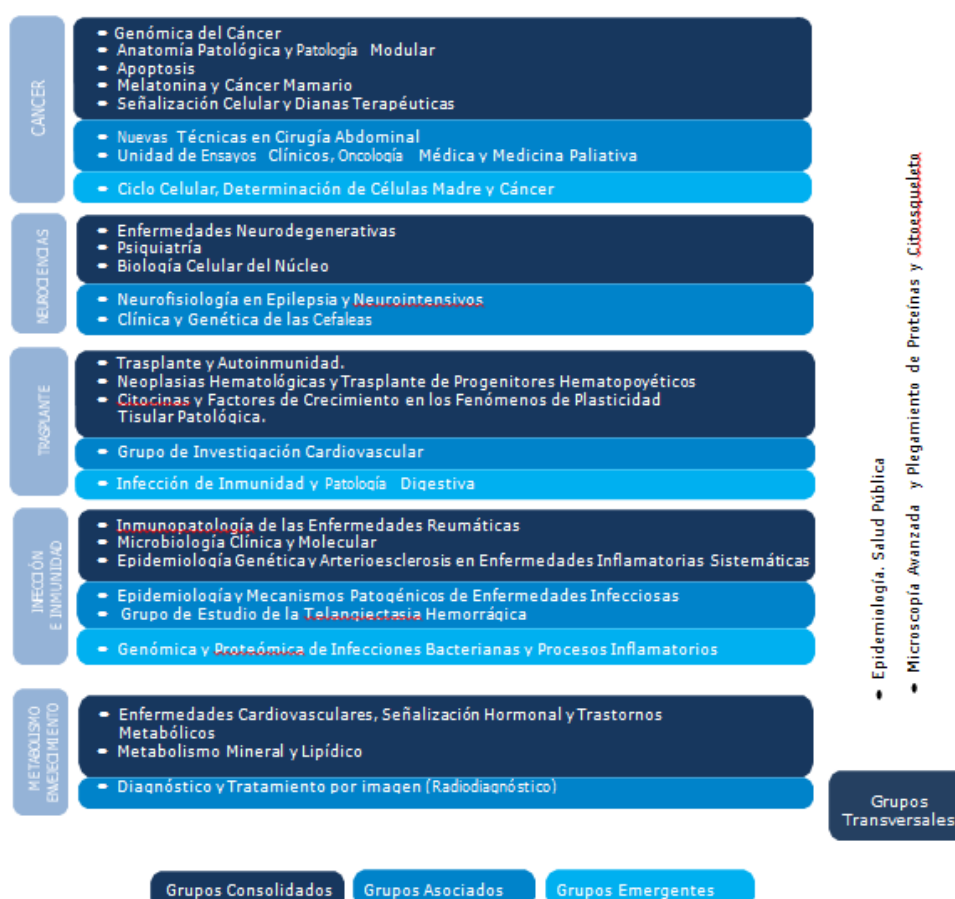 CANCER
• Genómica del Cáncer
• Anatomía Patológica y Patología Modular
• Apoptosis
• Melatonina y Cáncer Mamario
• Señalización Celular y Dianas Terapéuticas
• Nuevas Técnicas en Cirugía Abdominal
• Unidad de Ensayos Clínicos, Oncología Médica y Medicina Paliativa
• Ciclo Celular, Determinación de Células Madre y Cáncer
NEUROCIENCIAS
• Enfermedades Neurodegenerativas
• Psiquiatría
• Biología Celular del Núcleo
• Neurofisiología en Epilepsia y Neurointensivos
• Clínica y Genética de las Cefaleas
TRASPLANTE
• Trasplante y Autoinmunidad.
• Neoplasias Hematológicas y Trasplante de Progenitores Hematopoyéticos
• Citocinas y Factores de Crecimiento en los Fenómenos de Plasticidad
Tisular Patológica.
• Grupo de Investigación Cardiovascular
• Infección de Inmunidad y Patología Digestiva
INFECCIÓN
E INMUNIDAD
• Inmunopatología de las Enfermedades Reumáticas
• Microbiología Clínica y Molecular
• Epidemiología Genética y Arterioesclerosis en Enfermedades Inflamatorias Sistemáticas
• Epidemiología y Mecanismos Patogénicos de Enfermedades Infecciosas
• Grupo de Estudio de la Telangiectasia Hemorrágica
• Genómica y Proteómica de Infecciones Bacterianas y Procesos Inflamatorios
METABOLISMO
ENVEJECIMIENTO
• Enfermedades Cardiovasculares, Señalización Hormonal y Trastornos
Metabólicos
• Metabolismo Mineral y Lipídico
• Diagnóstico y Tratamiento por imagen (Radiodiagnóstico)
• Epidemiología. Salud Pública
• Microscopía Avanzada y Plegamiento de Proteínas y Citoesqueleto
Grupos
Transversales
Grupos Consolidados
Grupos Asociados
Grupos Emergentes